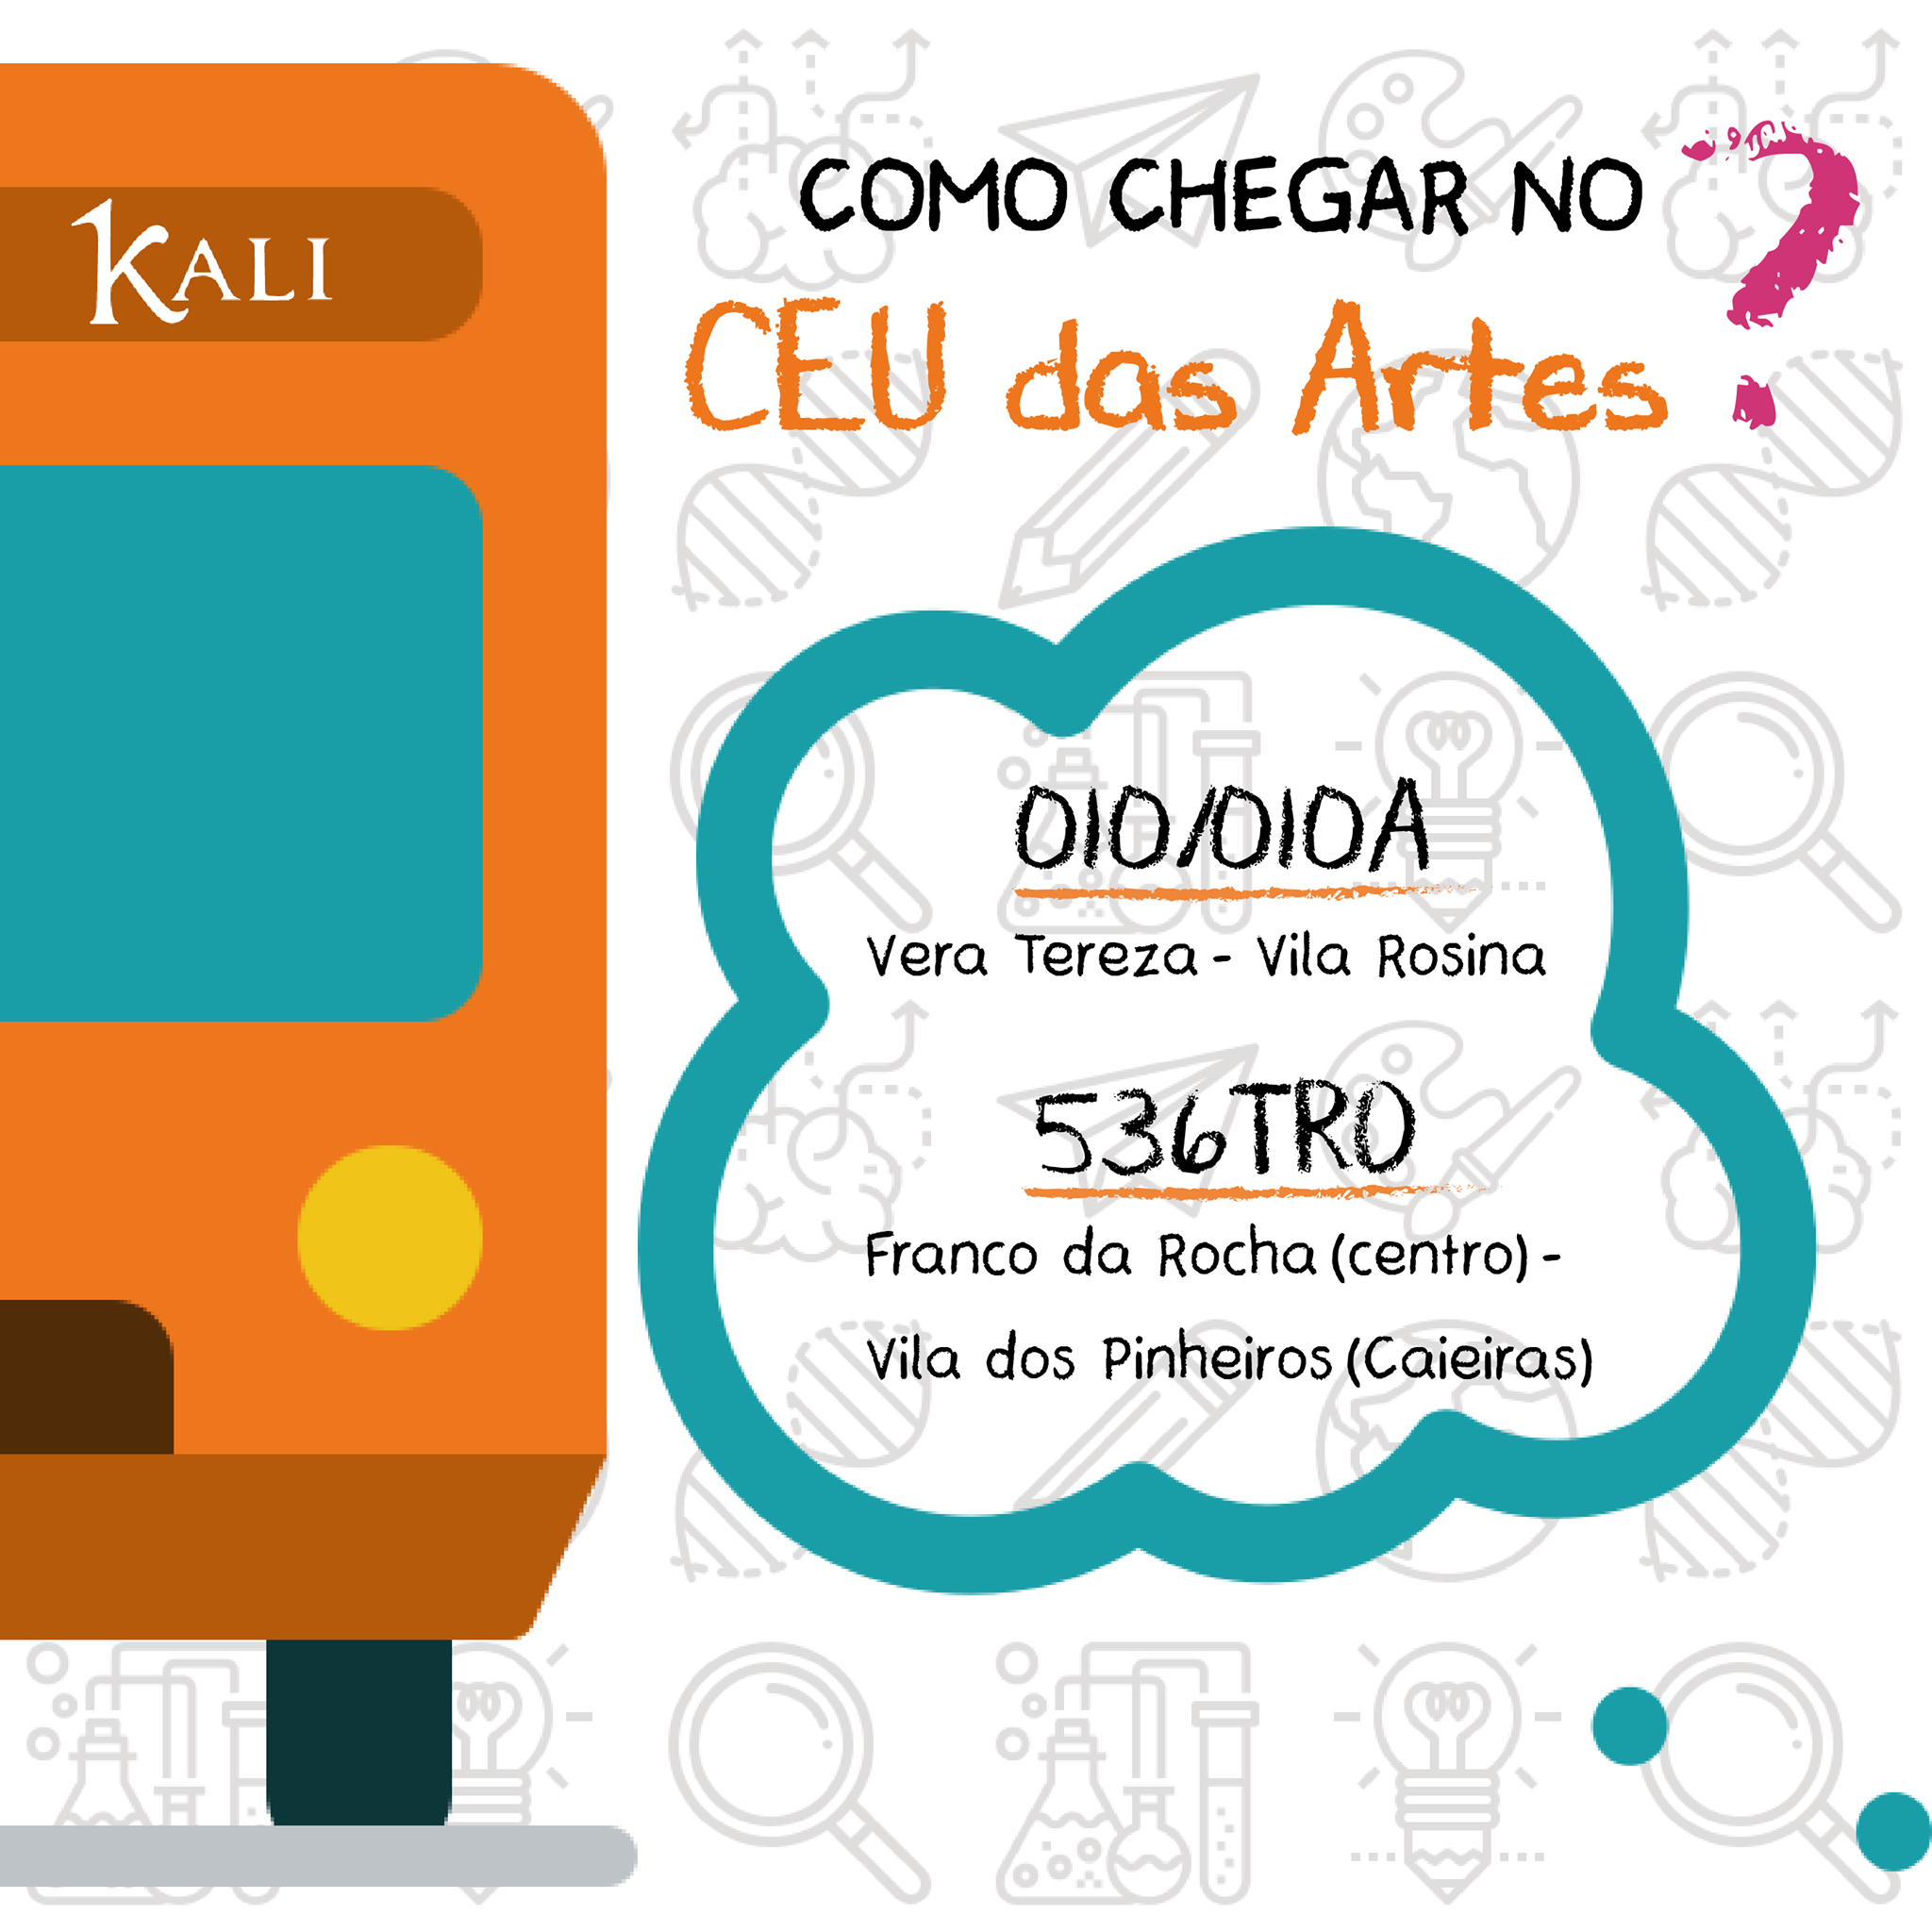 KALI
COMO CHEGAR NO
CEU das Artes ?
010/010A
Vera Tereza - Vila Rosina
536TRO
Franco da Rocha (centro) -
Vila dos Pinheiros (Caieiras)